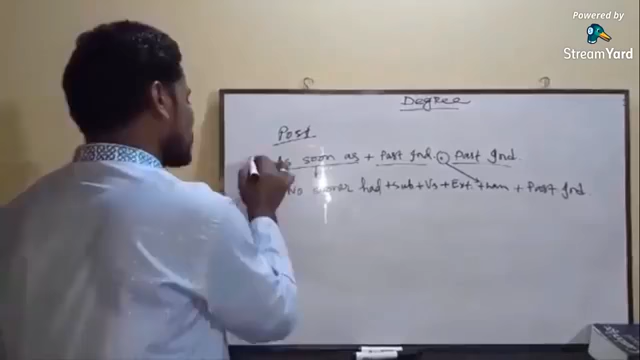 Powered by
StreamYard
Degree
Post
As soon as + Past Ind. , Past Ind.
No sooner had + sub + V3 + Ext. + than + Past Ind.